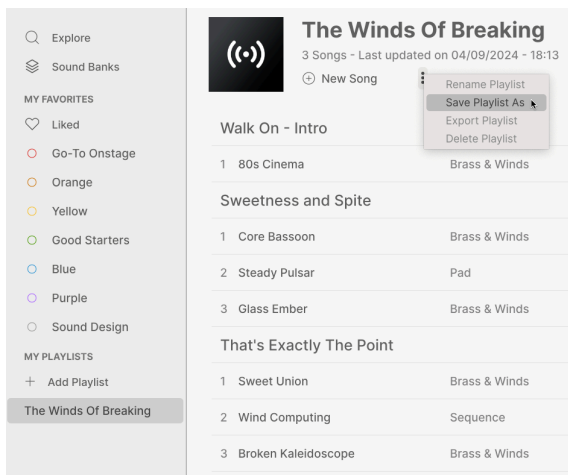 Explore
Sound Banks
MY FAVORITES
Liked
Go-To Onstage
Orange
Yellow
Good Starters
Blue
Purple
Sound Design
MY PLAYLISTS
Add Playlist
The Winds Of Breaking
The Winds Of Breaking
3 Songs - Last updated on 04/09/2024 - 18:13
New Song
Rename Playlist
Save Playlist As
Export Playlist
Delete Playlist
Walk On - Intro
1 80s Cinema Brass & Winds
Sweetness and Spite
1 Core Bassoon Brass & Winds
2 Steady Pulsar Pad
3 Glass Ember Brass & Winds
That's Exactly The Point
1 Sweet Union Brass & Winds
2 Wind Computing Sequence
3 Broken Kaleidoscope Brass & Winds